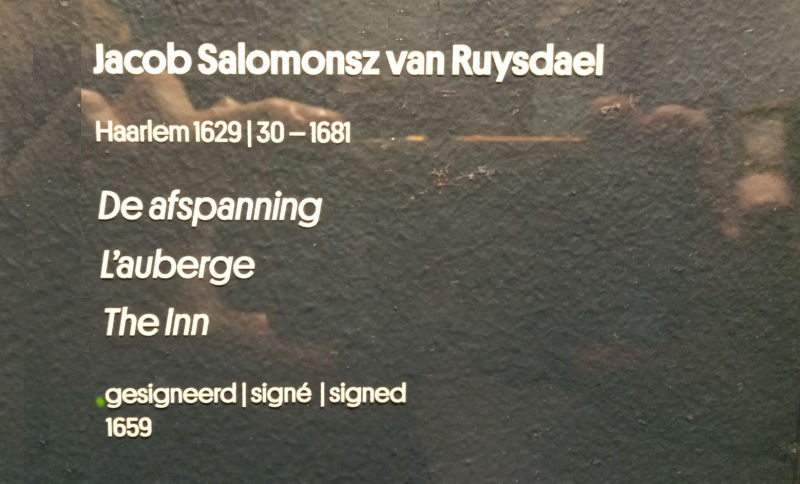 Jacob Salomonsz van Ruysdael
Haarlem 1629 | 30 – 1681
De afspanning
L'auberge
The Inn
gesigneerd | signé | signed
1659